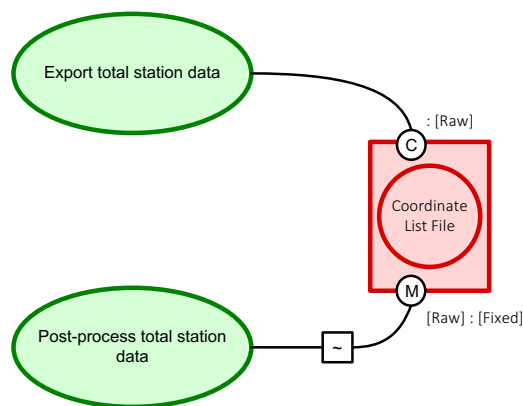 Export total station data
: [Raw]
C
Coordinate
List File
M
[Raw] : [Fixed]
Post-process total station
data
~